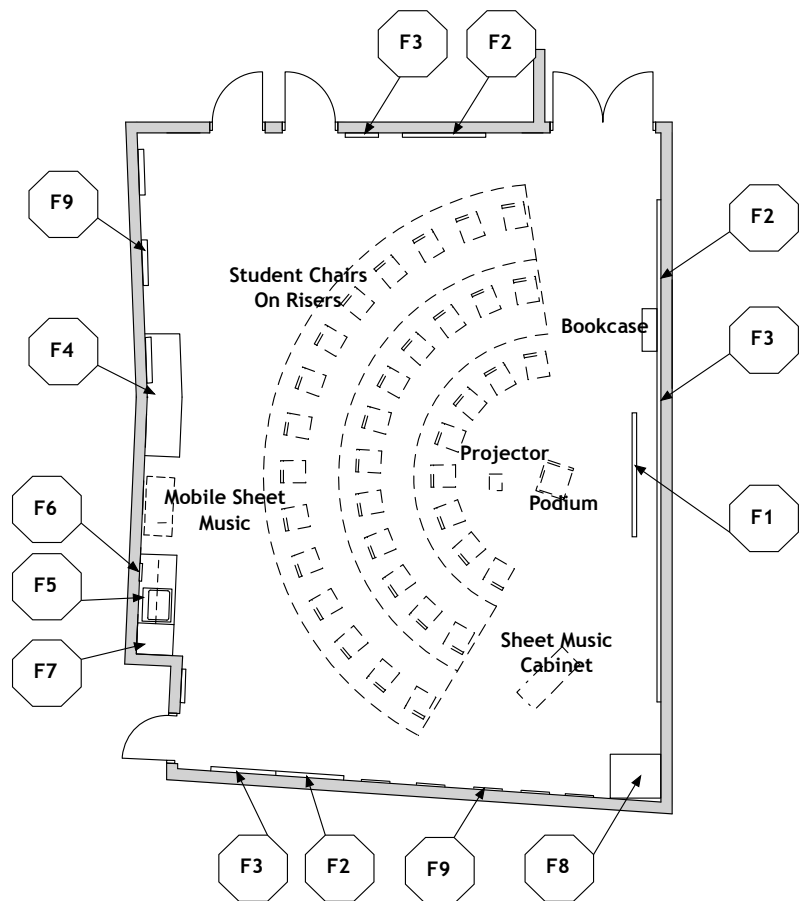 F3
F2
F9
F2
Student Chairs
On Risers
Bookcase
F4
F3
Projector
Mobile Sheet
Music
Podium
F6
F1
F5
Sheet Music
Cabinet
F7
F3
F2
F9
F8